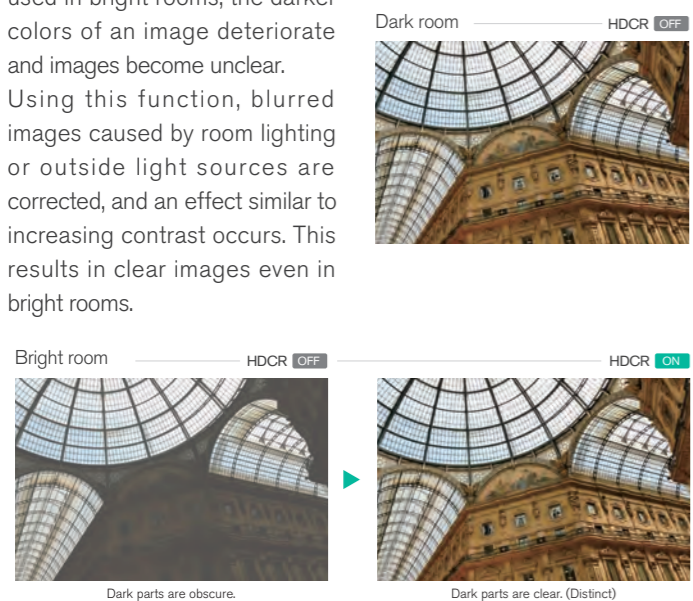 used in bright rooms, the darker
colors of an image deteriorate
and images become unclear.
Using this function, blurred
images caused by room lighting
or outside light sources are
corrected, and an effect similar to
increasing contrast occurs. This
results in clear images even in
bright rooms.
Dark room HDCR OFF
Bright room HDCR OFF HDCR ON
Dark parts are obscure. Dark parts are clear. (Distinct)